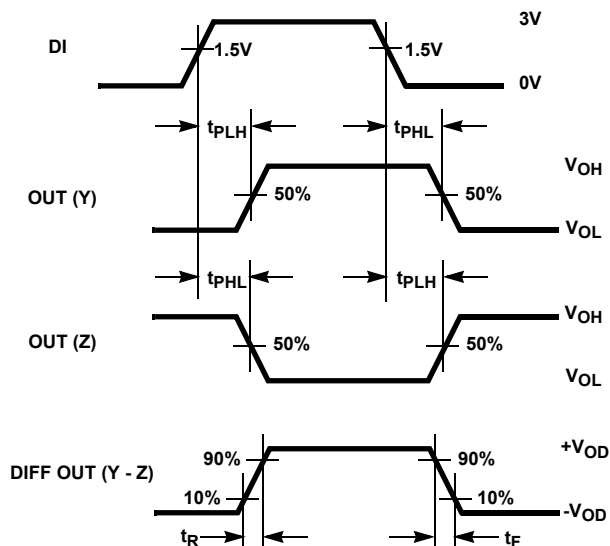 3V
DI
1.5V
1.5V
0V
tPLH
tPHL
VOH
OUT (Y)
50%
50%
VOL
tPHL
tPLH
VOH
OUT (Z)
50%
50%
VOL
+VOD
90%
90%
DIFF OUT (Y - Z)
10%
10%
-VOD
tR
tF